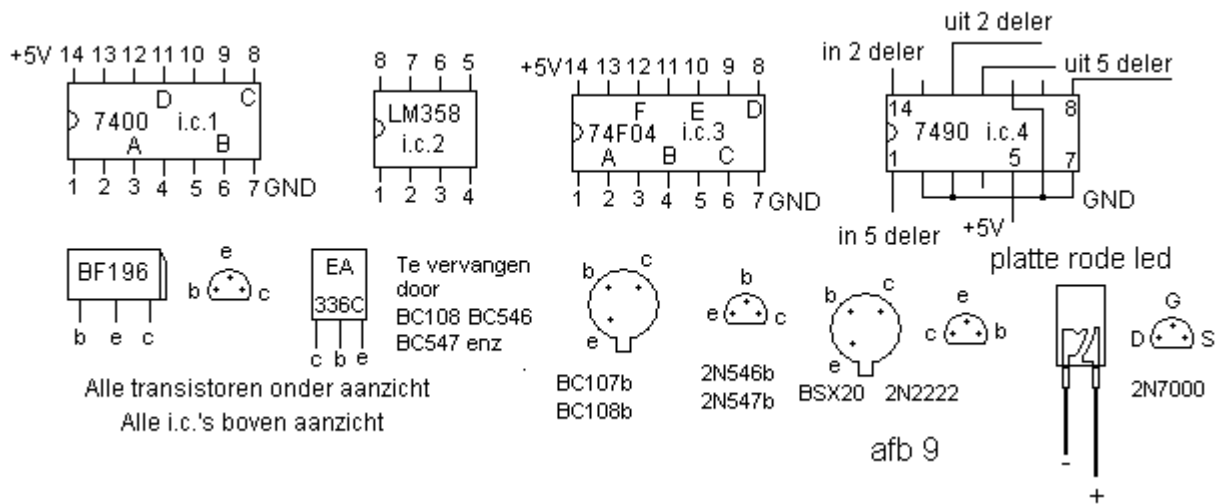 +5V 14 13 12 11 10 9 8
D C
7400 i.c.1
A B
1 2 3 4 5 6 7 GND
8 7 6 5
LM358
i.c.2
1 2 3 4
+5V 14 13 12 11 10 9 8
F E D
74F04 i.c.3
A B C
1 2 3 4 5 6 7 GND
uit 2 deler
in 2 deler
uit 5 deler
14 8
7490 i.c.4
1 5 7
GND
+5V
in 5 deler
BF196
b e c
e
b c
EA
336C
c b e
Te vervangen
door
BC108 BC546
BC547 enz
Alle transistoren onder aanzicht
Alle i.c.'s boven aanzicht
b c
e
BC107b
BC108b
b
e c
2N546b
2N547b
b c
e
BSX20
e
c b
2N2222
platte rode led
- +
G
D S
2N7000
afb 9